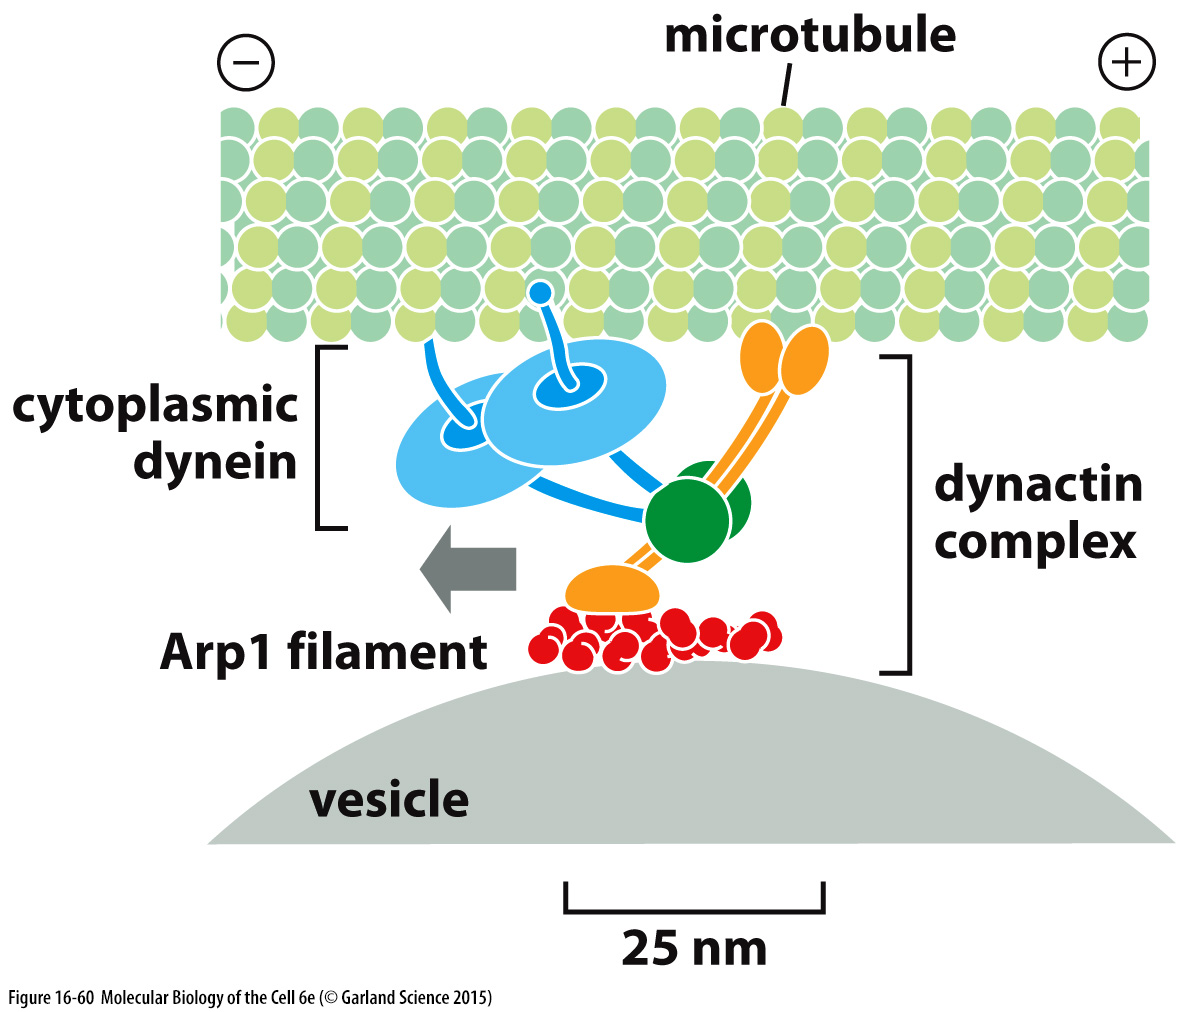 microtubule
−
+
cytoplasmic
dynein
dynactin
complex
Arp1 filament
vesicle
25 nm
Figure 16-60 Molecular Biology of the Cell 6e (© Garland Science 2015)